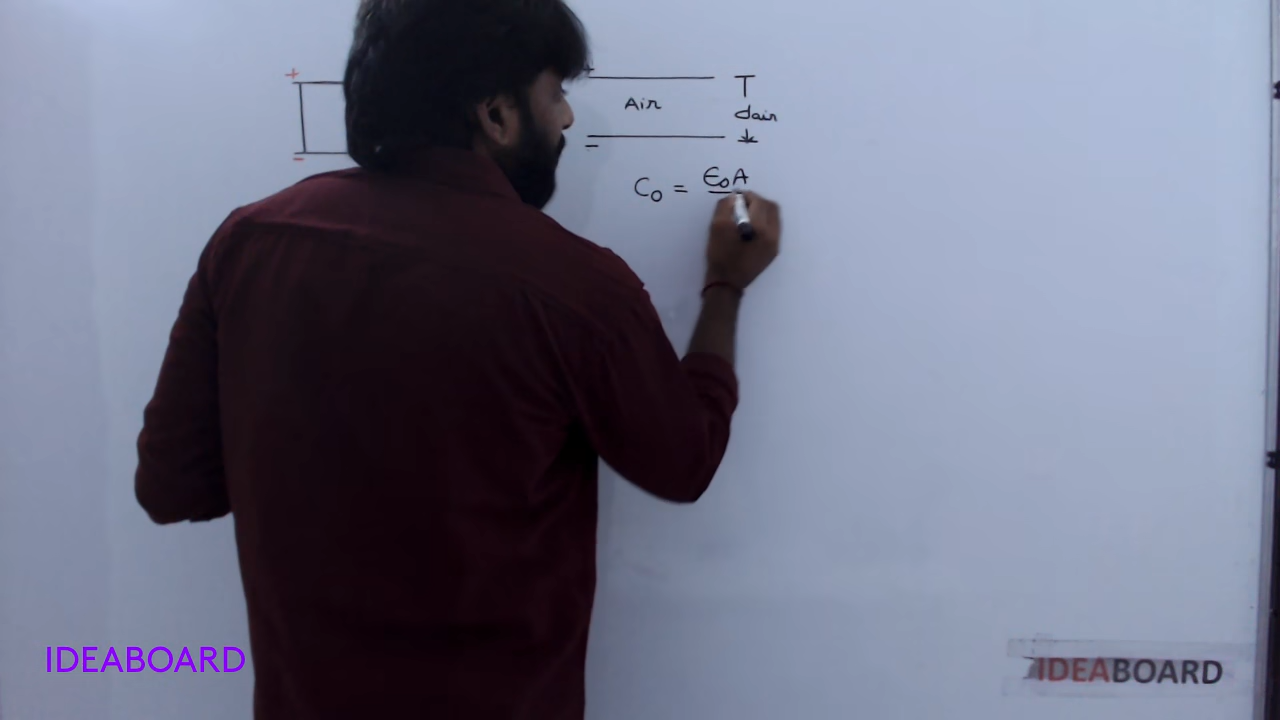 + +
Air
dair
- -
C₀ = ϵ₀A
IDEABOARD
IDEABOARD